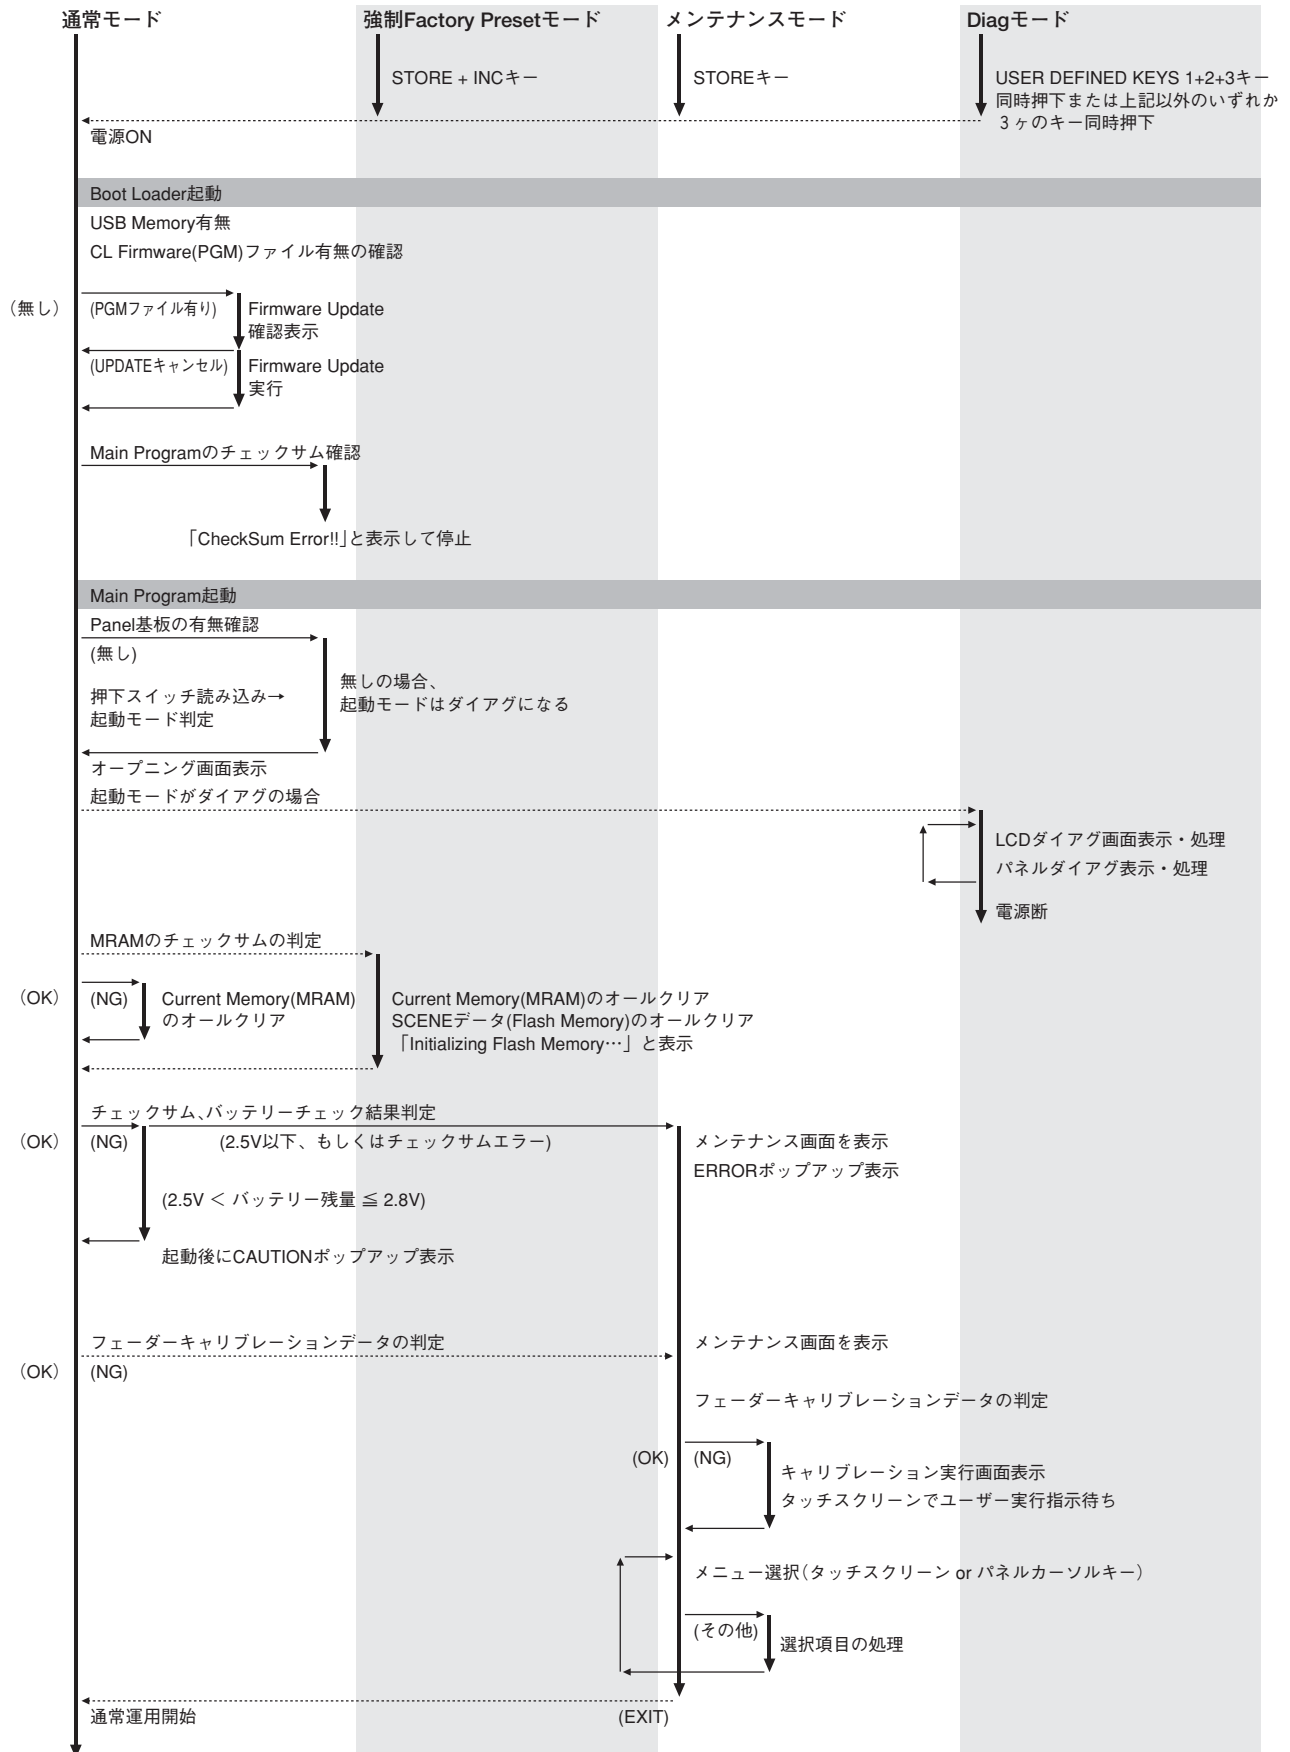 通常モード
強制Factory Presetモード
メンテナンスモード
Diagモード
STORE + INCキー
STOREキー
USER DEFINED KEYS 1+2+3キー
同時押下または上記以外のいずれか
3ヶのキー同時押下
電源ON
Boot Loader起動
USB Memory有無
CL Firmware(PGM)ファイル有無の確認
（無し）
(PGMファイル有り)
Firmware Update
確認表示
(UPDATEキャンセル)
Firmware Update
実行
Main Programのチェックサム確認
「CheckSum Error!!」と表示して停止
Main Program起動
Panel基板の有無確認
(無し)
無しの場合、
起動モードはダイアグになる
押下スイッチ読み込み→
起動モード判定
オープニング画面表示
起動モードがダイアグの場合
LCDダイアグ画面表示・処理
パネルダイアグ表示・処理
電源断
MRAMのチェックサムの判定
（OK）
(NG)
Current Memory(MRAM)
のオールクリア
Current Memory(MRAM)のオールクリア
SCENEデータ(Flash Memory)のオールクリア
「Initializing Flash Memory…」と表示
チェックサム、バッテリーチェック結果判定
（OK）
(NG)
(2.5V以下、もしくはチェックサムエラー)
メンテナンス画面を表示
ERRORポップアップ表示
(2.5V ＜ バッテリー残量 ≦ 2.8V)
起動後にCAUTIONポップアップ表示
フェーダーキャリブレーションデータの判定
メンテナンス画面を表示
（OK）
(NG)
フェーダーキャリブレーションデータの判定
(OK)
(NG)
キャリブレーション実行画面表示
タッチスクリーンでユーザー実行指示待ち
メニュー選択（タッチスクリーン or パネルカーソルキー）
(その他)
選択項目の処理
通常運用開始
(EXIT)